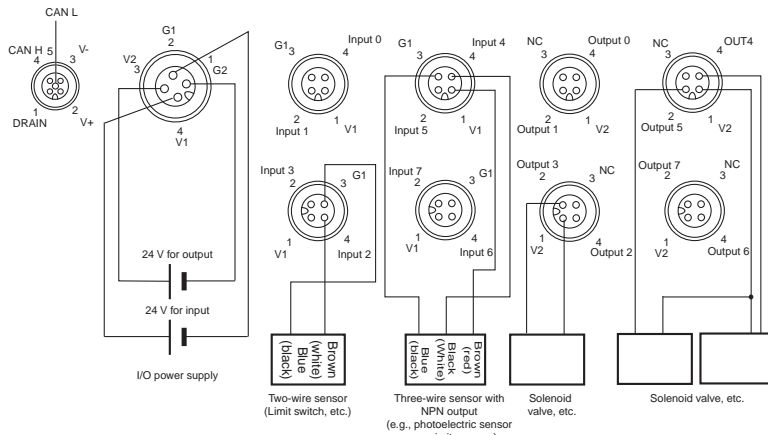 CAN L
CAN H
4
5
3
V-
1
2
DRAIN
V+
G1
2
V2
3
1
G2
4
V1
G1
3
4
Input 0
2
Input 1
1
V1
G1
3
4
Input 4
2
Input 5
1
V1
NC
3
4
Output 0
2
Output 1
1
V2
NC
3
4
OUT4
2
Output 5
1
V2
Input 3
2
3
G1
1
V1
4
Input 2
Input 7
2
3
G1
1
V1
4
Input 6
Output 3
2
3
NC
1
V2
4
Output 2
Output 7
2
NC
3
1
V2
4
Output 6
24 V for output
24 V for input
I/O power supply
Brown
(white)
Blue
(black)
Two-wire sensor
(Limit switch, etc.)
Brown
(red)
Black
(White)
Blue
(black)
Three-wire sensor with
NPN output
(e.g., photoelectric sensor
Solenoid
valve, etc.
Solenoid valve, etc.